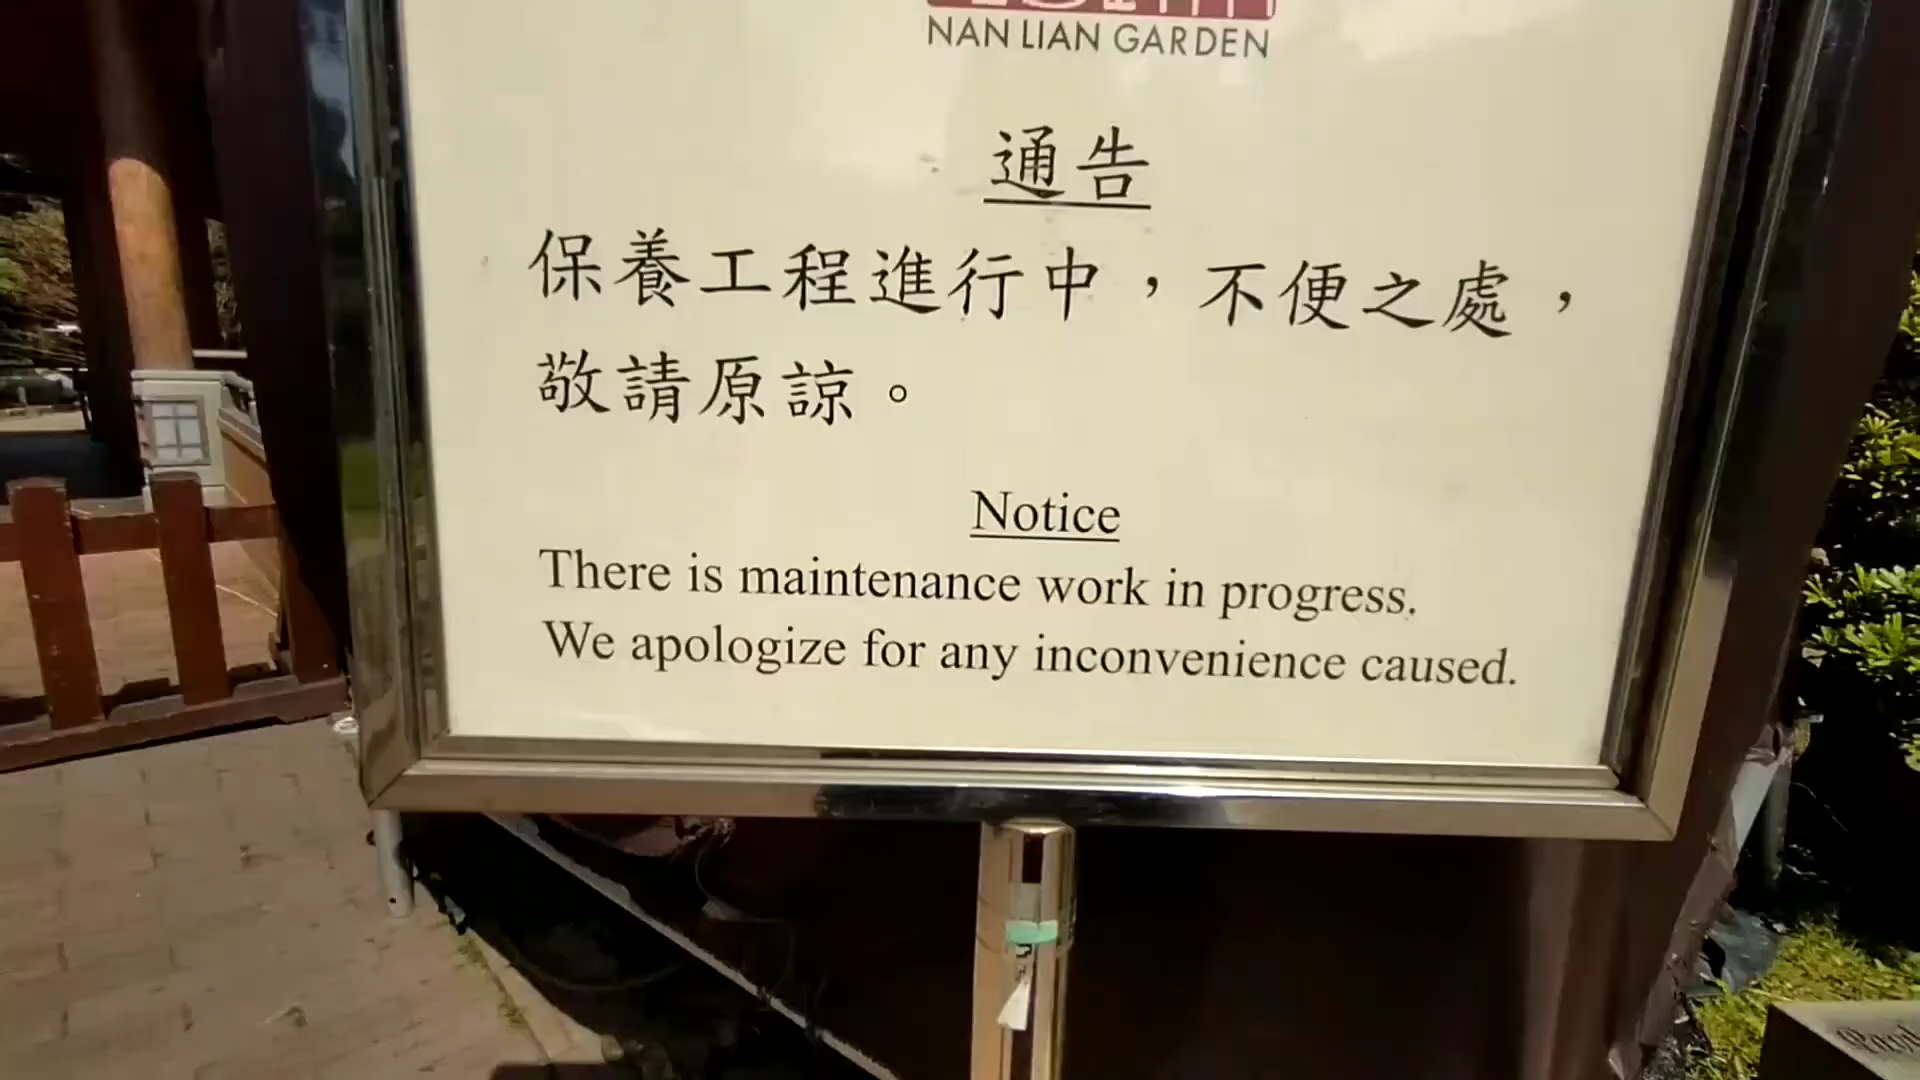 NAN LIAN GARDEN
通告
保養工程進行中，不便之處，
敬請原諒。
Notice
There is maintenance work in progress.
We apologize for any inconvenience caused.